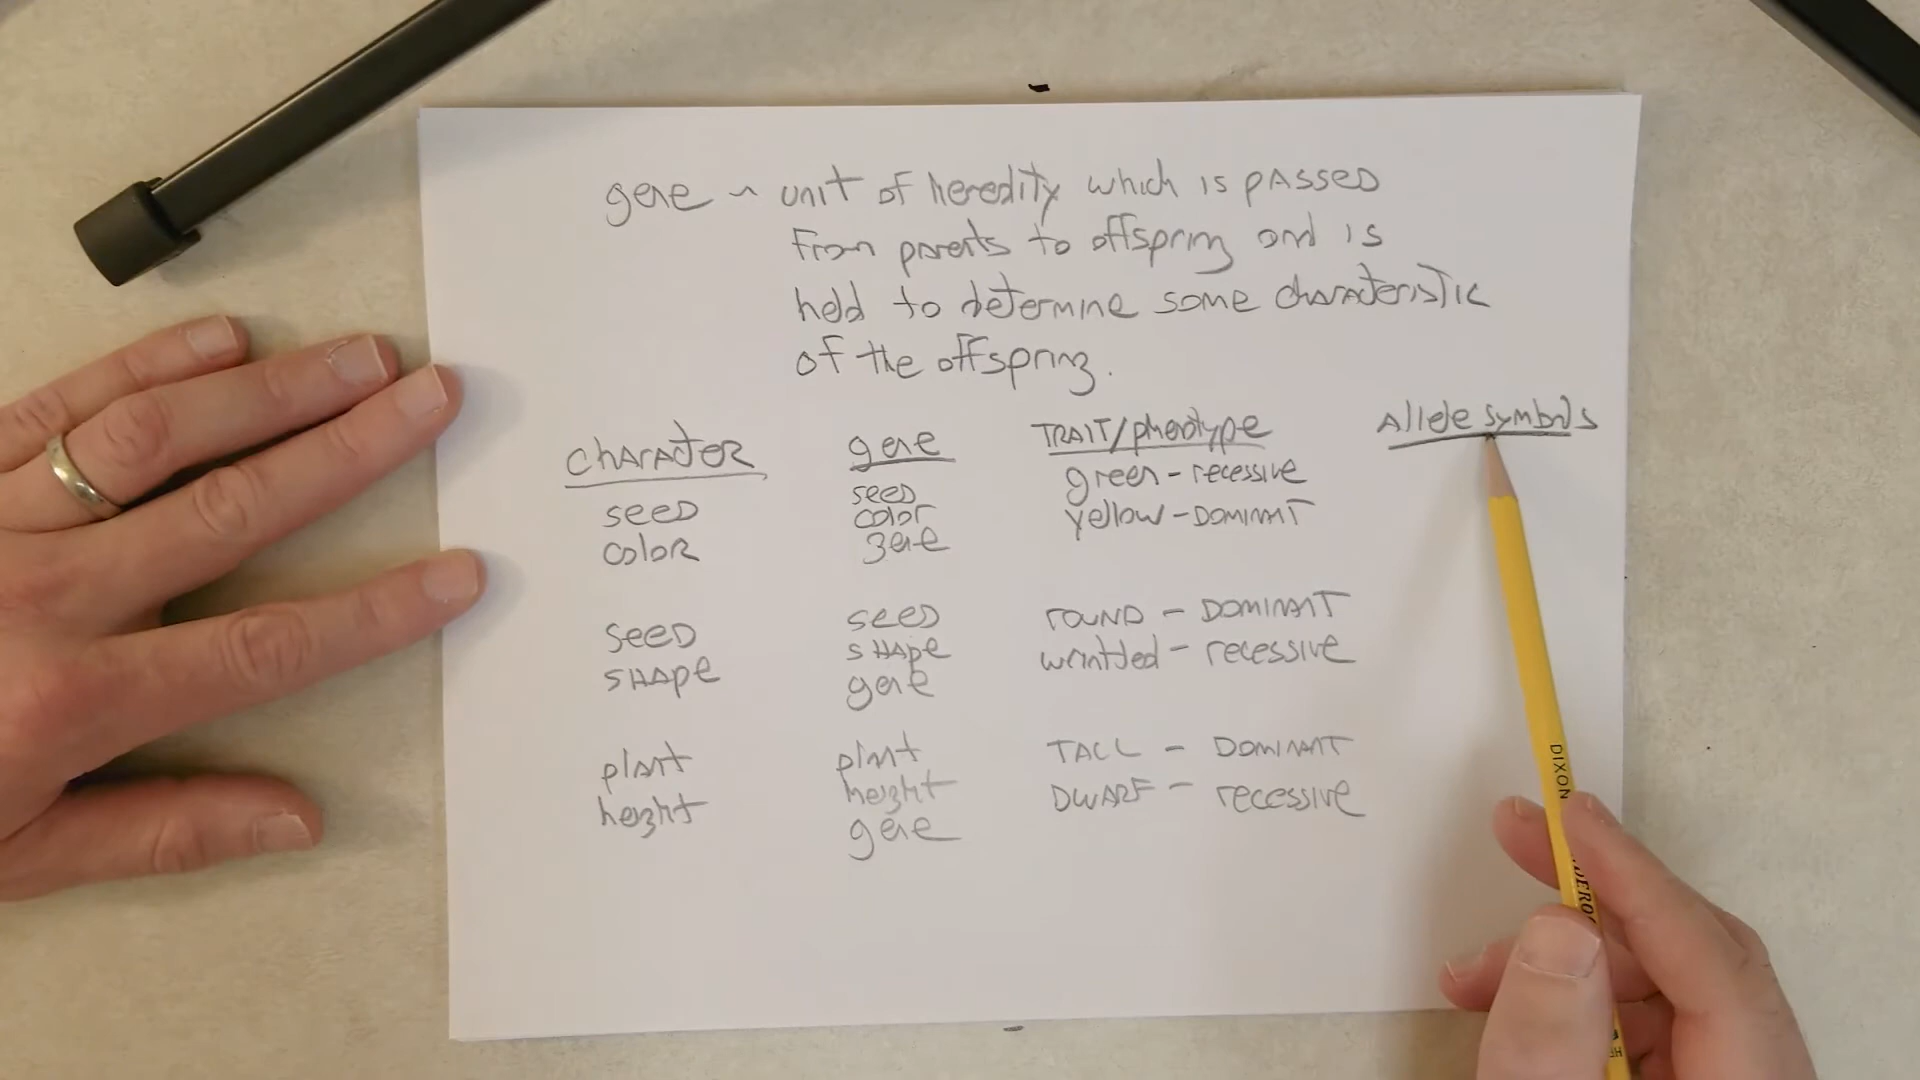 gene ~ unit of heredity which is passed
from parents to offspring and is
held to determine some characteristic
of the offspring.
character gene TRAIT/phenotype Allele symbols
seed
color
seed
color
gene
green - recessive
yellow - DOMINANT
seed
SHAPE
seed
SHAPE
gene
round - DOMINANT
wrinkled - recessive
plant
height
plant
height
gene
TALL - DOMINANT
DWARF - recessive
DIXON